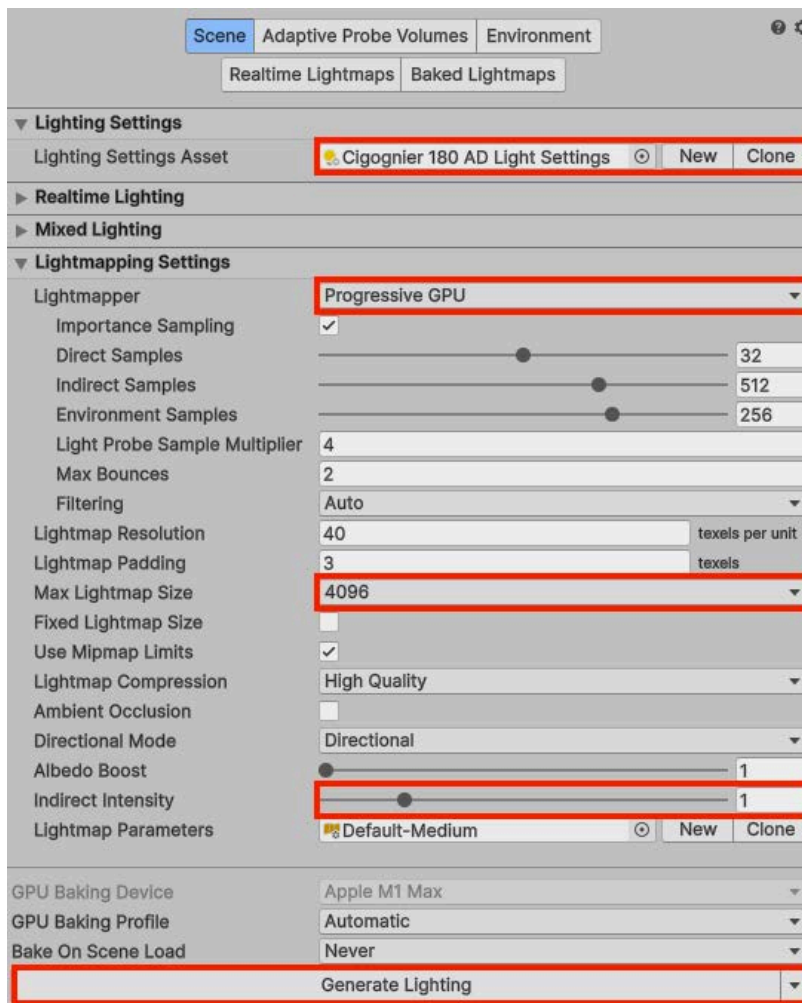 Scene Adaptive Probe Volumes Environment
Realtime Lightmaps Baked Lightmaps
Lighting Settings
Lighting Settings Asset Cigognier 180 AD Light Settings New Clone
Realtime Lighting
Mixed Lighting
Lightmapping Settings
Lightmapper Progressive GPU
Importance Sampling
Direct Samples 32
Indirect Samples 512
Environment Samples 256
Light Probe Sample Multiplier 4
Max Bounces 2
Filtering Auto
Lightmap Resolution 40 texels per unit
Lightmap Padding 3 texels
Max Lightmap Size 4096
Fixed Lightmap Size
Use Mipmap Limits
Lightmap Compression High Quality
Ambient Occlusion
Directional Mode Directional
Albedo Boost 1
Indirect Intensity 1
Lightmap Parameters Default-Medium New Clone
GPU Baking Device Apple M1 Max
GPU Baking Profile Automatic
Bake On Scene Load Never
Generate Lighting